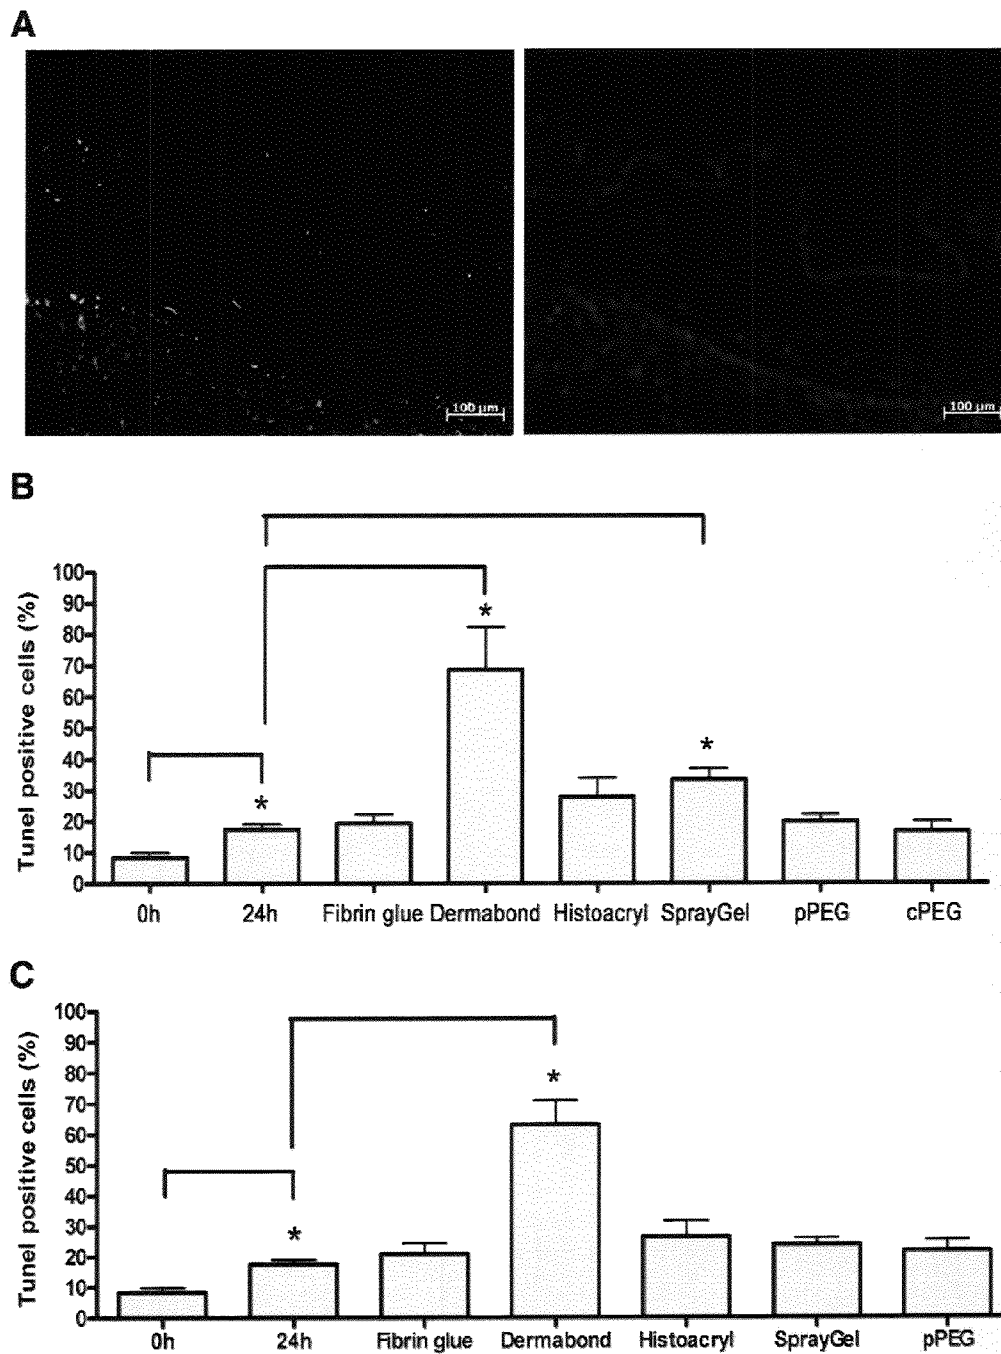 A
100 µm
100 µm
B
Tunel positive cells (%)
100
90
80
70
60
50
40
30
20
10
0
*
*
*
0h
24h
Fibrin glue
Dermabond
Histoacryl
SprayGel
pPEG
cPEG
C
Tunel positive cells (%)
100
90
80
70
60
50
40
30
20
10
0
*
*
0h
24h
Fibrin glue
Dermabond
Histoacryl
SprayGel
pPEG